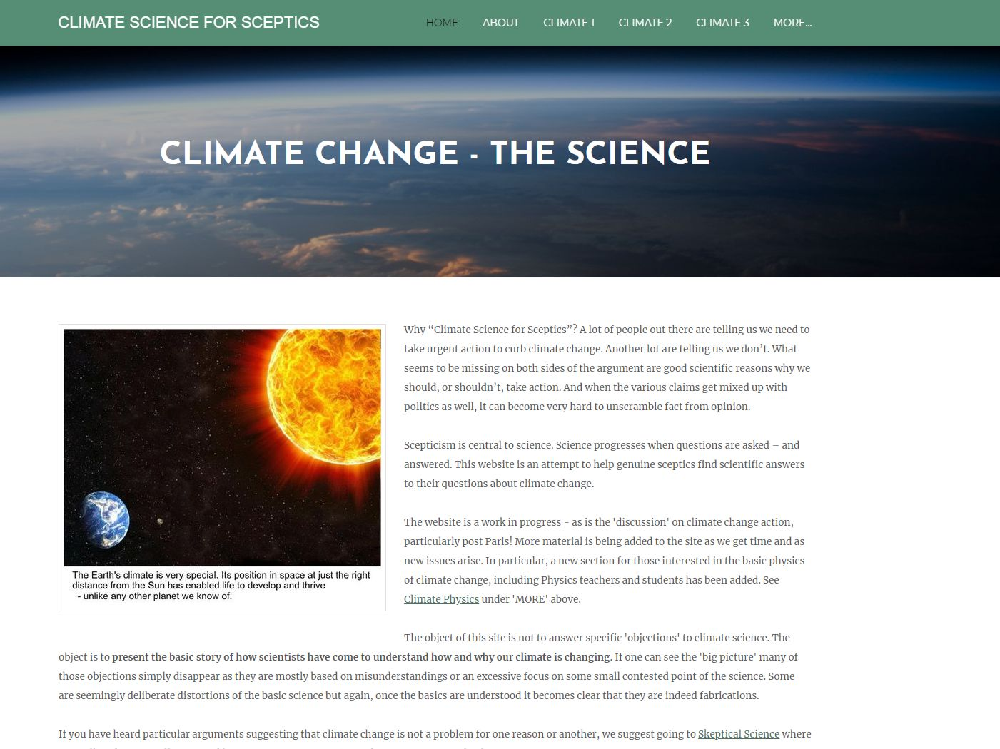 CLIMATE SCIENCE FOR SCEPTICS
HOME ABOUT CLIMATE 1 CLIMATE 2 CLIMATE 3 MORE...
CLIMATE CHANGE - THE SCIENCE
The Earth's climate is very special. Its position in space at just the right
distance from the Sun has enabled life to develop and thrive
- unlike any other planet we know of.
Why “Climate Science for Sceptics”? A lot of people out there are telling us we need to
take urgent action to curb climate change. Another lot are telling us we don’t. What
seems to be missing on both sides of the argument are good scientific reasons why we
should, or shouldn’t, take action. And when the various claims get mixed up with
politics as well, it can become very hard to unscramble fact from opinion.
Scepticism is central to science. Science progresses when questions are asked – and
answered. This website is an attempt to help genuine sceptics find scientific answers
to their questions about climate change.
The website is a work in progress - as is the 'discussion' on climate change action,
particularly post Paris! More material is being added to the site as we get time and as
new issues arise. In particular, a new section for those interested in the basic physics
of climate change, including Physics teachers and students has been added. See
Climate Physics under 'MORE' above.
The object of this site is not to answer specific 'objections' to climate science. The
object is to present the basic story of how scientists have come to understand how and why our climate is changing. If one can see the 'big picture' many of
those objections simply disappear as they are mostly based on misunderstandings or an excessive focus on some small contested point of the science. Some
are seemingly deliberate distortions of the basic science but again, once the basics are understood it becomes clear that they are indeed fabrications.
If you have heard particular arguments suggesting that climate change is not a problem for one reason or another, we suggest going to Skeptical Science where